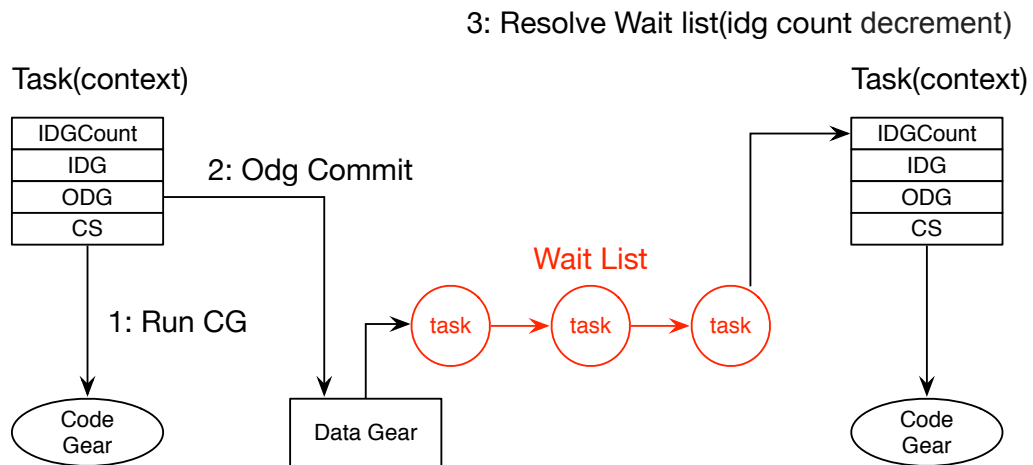 3: Resolve Wait list(idg count decrement)
Task(context)
Task(context)
IDGCount
IDG
ODG
CS
2: Odg Commit
IDGCount
IDG
ODG
CS
Wait List
1: Run CG
task
task
task
Code
Gear
Data Gear
Code
Gear